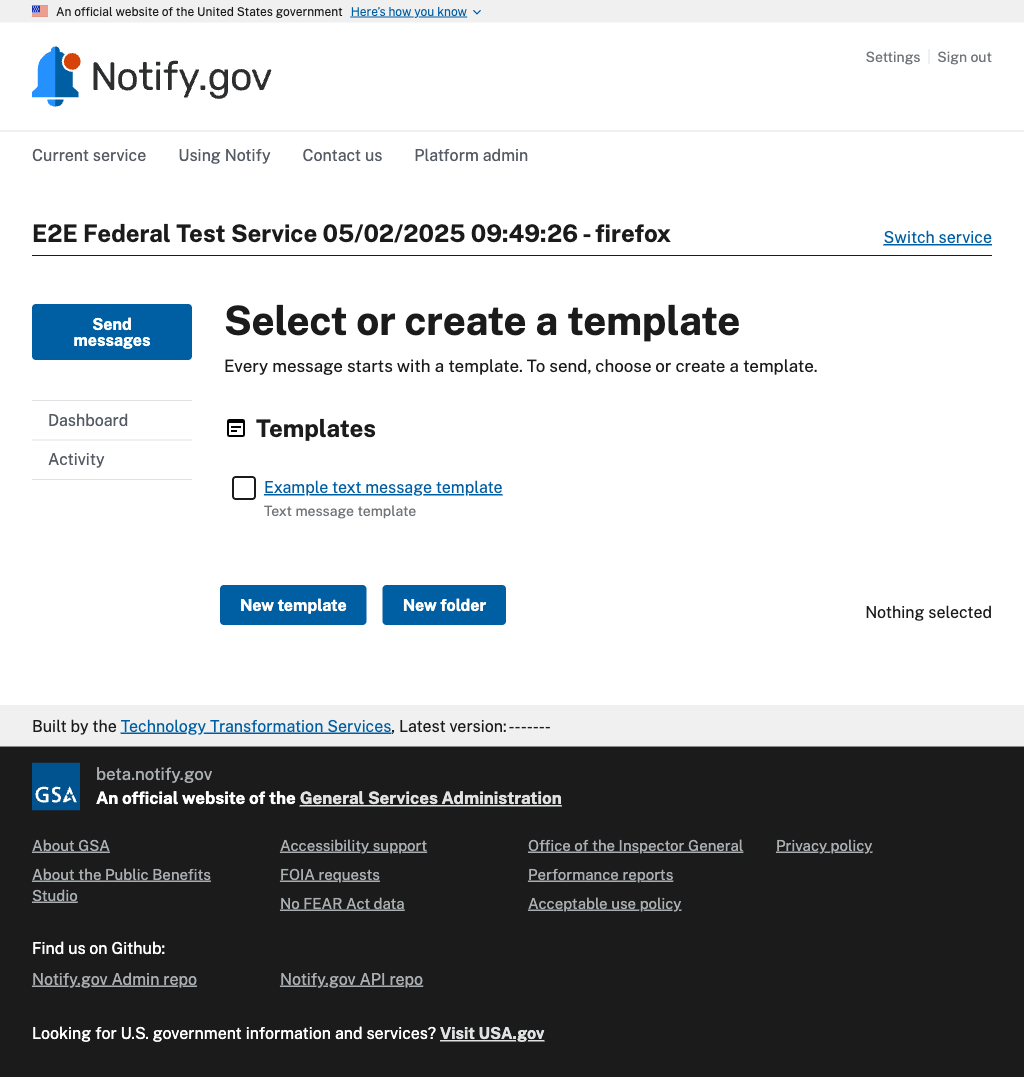 An official website of the United States government Here's how you know
Notify.gov
Settings Sign out
Current service Using Notify Contact us Platform admin
E2E Federal Test Service 05/02/2025 09:49:26 - firefox
Switch service
Send
messages
Dashboard
Activity
Select or create a template
Every message starts with a template. To send, choose or create a template.
Templates
Example text message template
Text message template
New template New folder
Nothing selected
Built by the Technology Transformation Services, Latest version: -------
GSA
beta.notify.gov
An official website of the General Services Administration
About GSA
About the Public Benefits
Studio
Accessibility support
FOIA requests
No FEAR Act data
Office of the Inspector General
Performance reports
Acceptable use policy
Privacy policy
Find us on Github:
Notify.gov Admin repo Notify.gov API repo
Looking for U.S. government information and services? Visit USA.gov